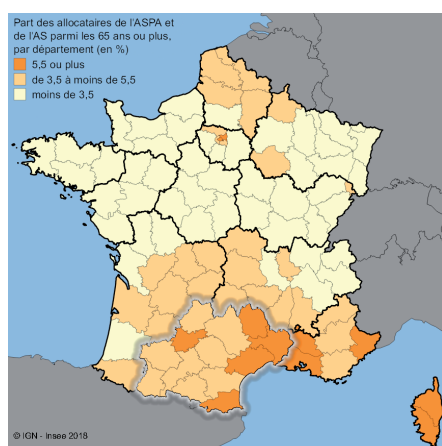 Part des allocataires de l'ASPA et
de l'AS parmi les 65 ans ou plus,
par département (en %)
5,5 ou plus
de 3,5 à moins de 5,5
moins de 3,5
© IGN - Insee 2018